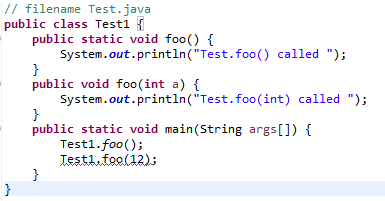 // filename Test.java
public class Test1 {
    public static void foo() {
        System.out.println("Test.foo() called ");
    }
    public void foo(int a) {
        System.out.println("Test.foo(int) called ");
    }
    public static void main(String args[]) {
        Test1.foo();
        Test1.foo(12);
    }
}